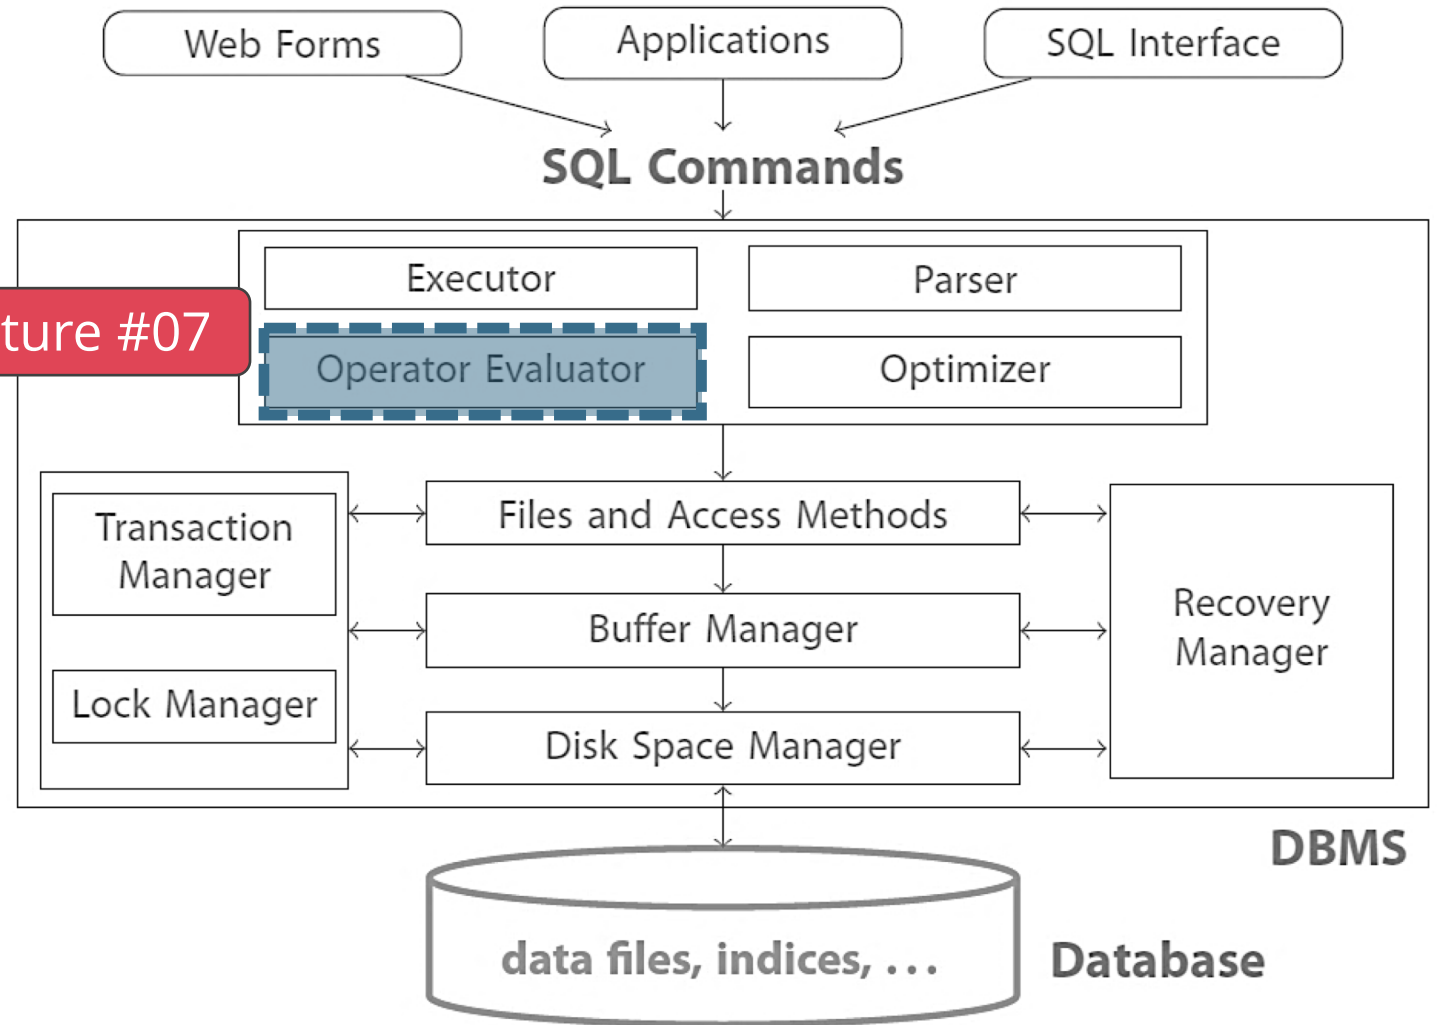 Web Forms
Applications
SQL Interface
SQL Commands
Executor
Parser
ture #07
Operator Evaluator
Optimizer
Transaction
Manager
Files and Access Methods
Recovery
Manager
Buffer Manager
Lock Manager
Disk Space Manager
DBMS
data files, indices, ...
Database